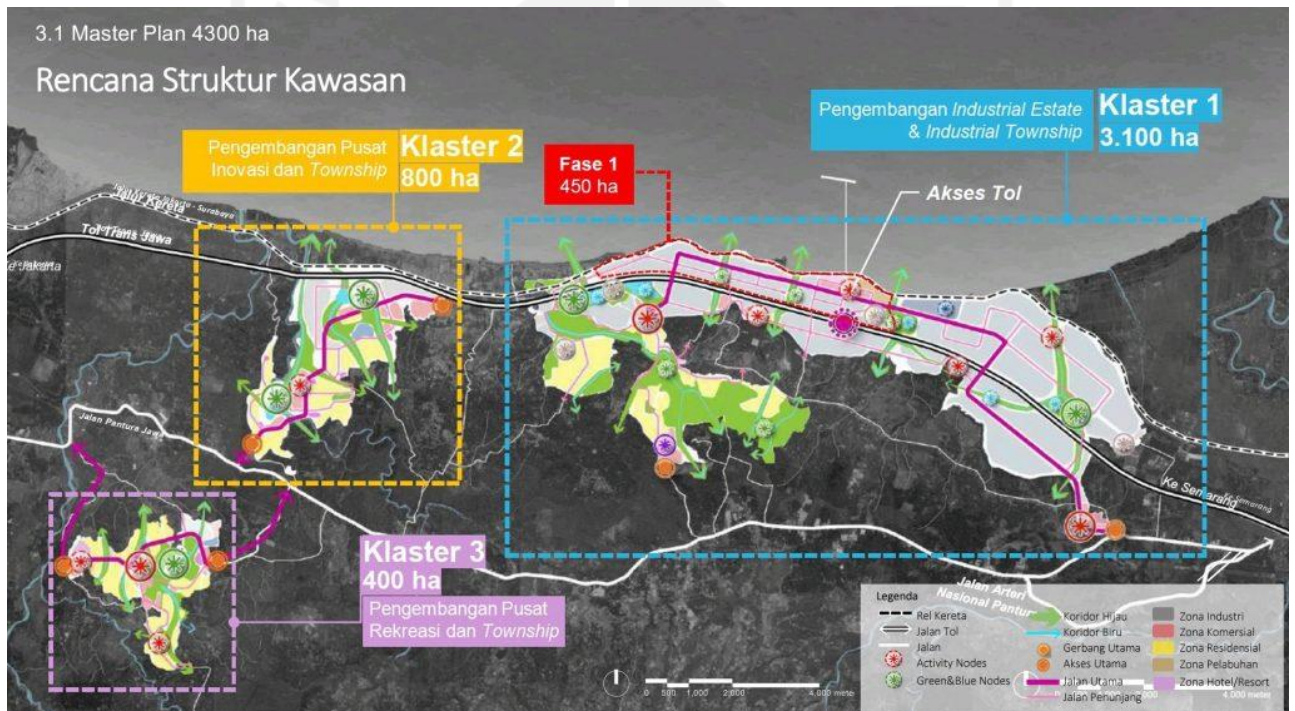 3.1 Master Plan 4300 ha
Rencana Struktur Kawasan
Pengembangan Industrial Estate
& Industrial Township
Klaster 1
3.100 ha
Pengembangan Pusat
Inovasi dan Township
Klaster 2
800 ha
Fase 1
450 ha
Akses Tol
Jalur Kereta
Surabaya
Tol Trans Jawa
Ke Jakarta
Jalan Pantura Jawa
Ke Semarang
Klaster 3
400 ha
Pengembangan Pusat
Rekreasi dan Township
Jalan Arteri
Nasional Pantura
Legenda
Rel Kereta
Jalan Tol
Jalan
Activity Nodes
Green&Blue Nodes
Koridor Hijau
Koridor Biru
Gerbang Utama
Akses Utama
Jalan Utama
Jalan Penunjang
Zona Industri
Zona Komersial
Zona Residensial
Zona Pelabuhan
Zona Hotel/Resort
0 500 1,000 2,000 4,000 meter
4,000 meter